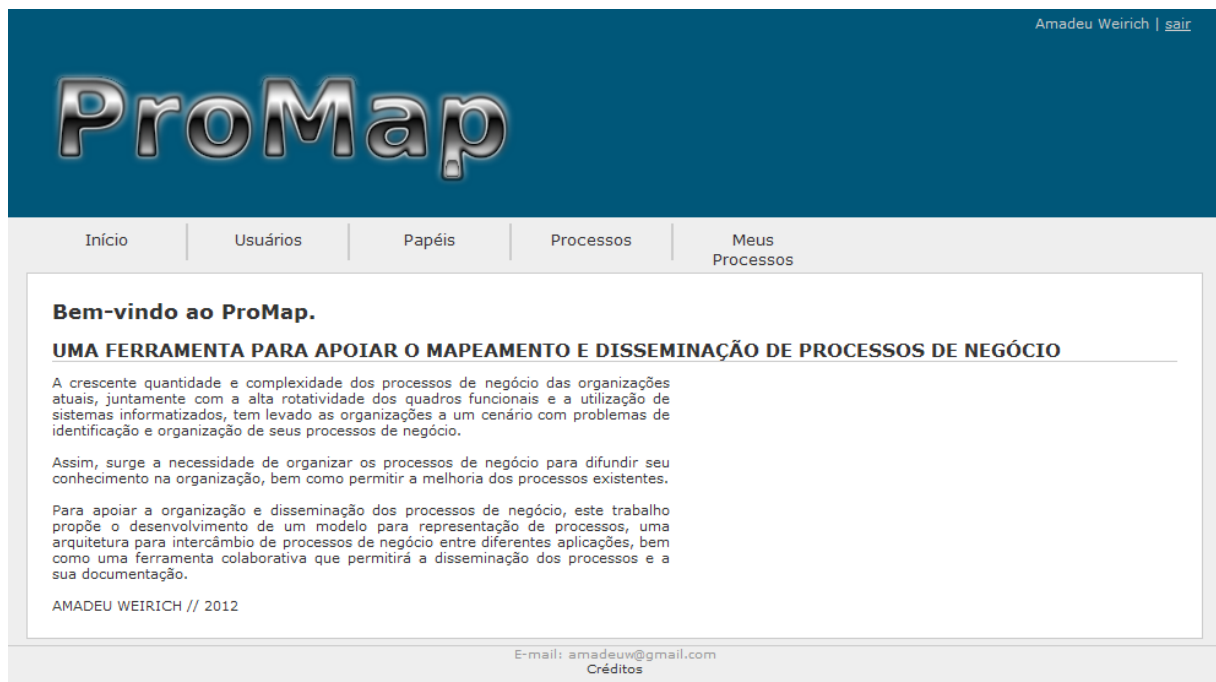 Amadeu Weirich | sair
ProMap
Início
Usuários
Papéis
Processos
Meus
Processos
Bem-vindo ao ProMap.
UMA FERRAMENTA PARA APOIAR O MAPEAMENTO E DISSEMINAÇÃO DE PROCESSOS DE NEGÓCIO
A crescente quantidade e complexidade dos processos de negócio das organizações
atuais, juntamente com a alta rotatividade dos quadros funcionais e a utilização de
sistemas informatizados, tem levado as organizações a um cenário com problemas de
identificação e organização de seus processos de negócio.
Assim, surge a necessidade de organizar os processos de negócio para difundir seu
conhecimento na organização, bem como permitir a melhoria dos processos existentes.
Para apoiar a organização e disseminação dos processos de negócio, este trabalho
propõe o desenvolvimento de um modelo para representação de processos, uma
arquitetura para intercâmbio de processos de negócio entre diferentes aplicações, bem
como uma ferramenta colaborativa que permitirá a disseminação dos processos e a
sua documentação.
AMADEU WEIRICH // 2012
E-mail: amadeuw@gmail.com
Créditos